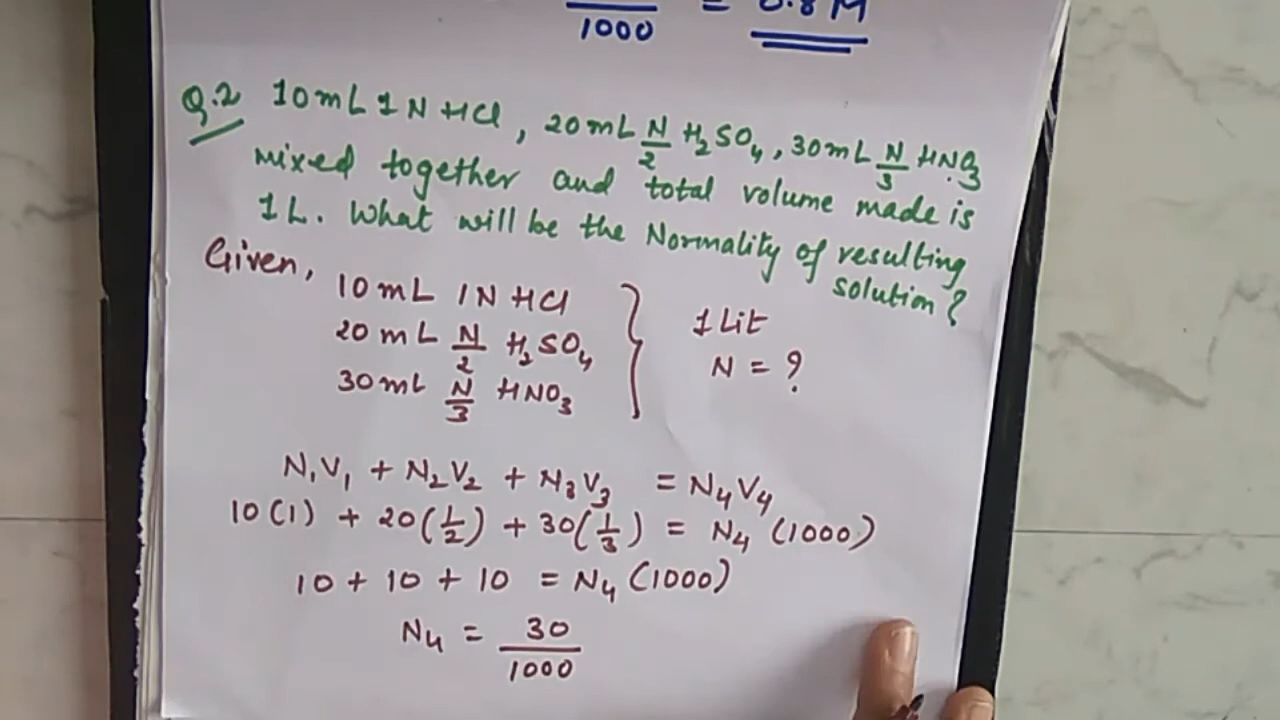 1000 = 0.8M
Q.2 10mL 1N HCl, 20mL N/2 H₂SO₄, 30mL N/3 HNO₃
mixed together and total volume made is
1L. What will be the Normality of resulting
solution?
Given,
10mL 1N HCl
20mL N/2 H₂SO₄
30mL N/3 HNO₃
1 Lit
N = ?
N₁V₁ + N₂V₂ + N₃V₃ = N₄V₄
10(1) + 20(1/2) + 30(1/3) = N₄ (1000)
10 + 10 + 10 = N₄ (1000)
N₄ = 30/1000